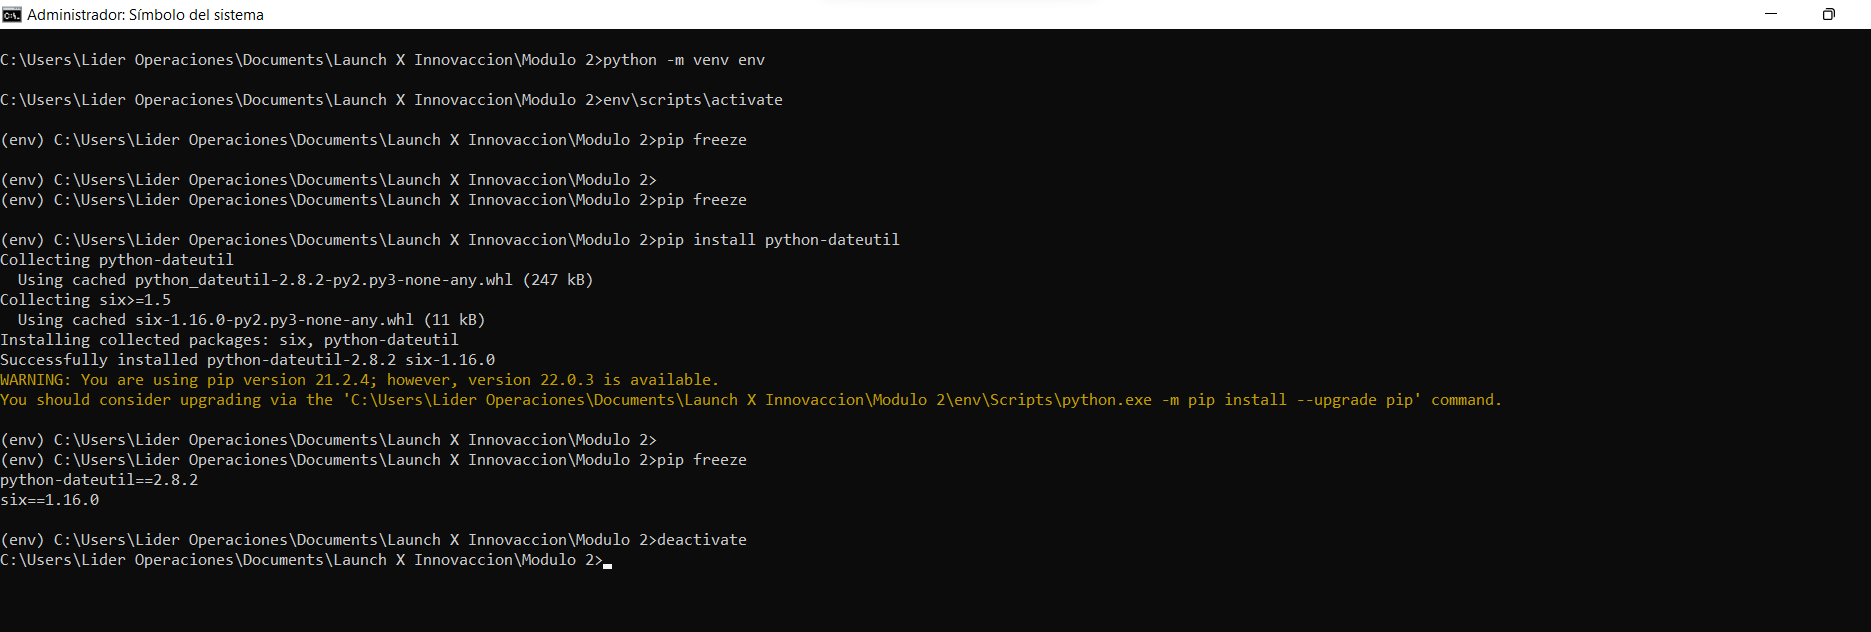 Administrador: Símbolo del sistema
C:\Users\Lider Operaciones\Documents\Launch X Innovaccion\Modulo 2>python -m venv env
C:\Users\Lider Operaciones\Documents\Launch X Innovaccion\Modulo 2>env\scripts\activate
(env) C:\Users\Lider Operaciones\Documents\Launch X Innovaccion\Modulo 2>pip freeze
(env) C:\Users\Lider Operaciones\Documents\Launch X Innovaccion\Modulo 2>
(env) C:\Users\Lider Operaciones\Documents\Launch X Innovaccion\Modulo 2>pip freeze
(env) C:\Users\Lider Operaciones\Documents\Launch X Innovaccion\Modulo 2>pip install python-dateutil
Collecting python-dateutil
  Using cached python_dateutil-2.8.2-py2.py3-none-any.whl (247 kB)
Collecting six>=1.5
  Using cached six-1.16.0-py2.py3-none-any.whl (11 kB)
Installing collected packages: six, python-dateutil
Successfully installed python-dateutil-2.8.2 six-1.16.0
WARNING: You are using pip version 21.2.4; however, version 22.0.3 is available.
You should consider upgrading via the 'C:\Users\Lider Operaciones\Documents\Launch X Innovaccion\Modulo 2\env\Scripts\python.exe -m pip install --upgrade pip' command.
(env) C:\Users\Lider Operaciones\Documents\Launch X Innovaccion\Modulo 2>
(env) C:\Users\Lider Operaciones\Documents\Launch X Innovaccion\Modulo 2>pip freeze
python-dateutil==2.8.2
six==1.16.0
(env) C:\Users\Lider Operaciones\Documents\Launch X Innovaccion\Modulo 2>deactivate
C:\Users\Lider Operaciones\Documents\Launch X Innovaccion\Modulo 2>